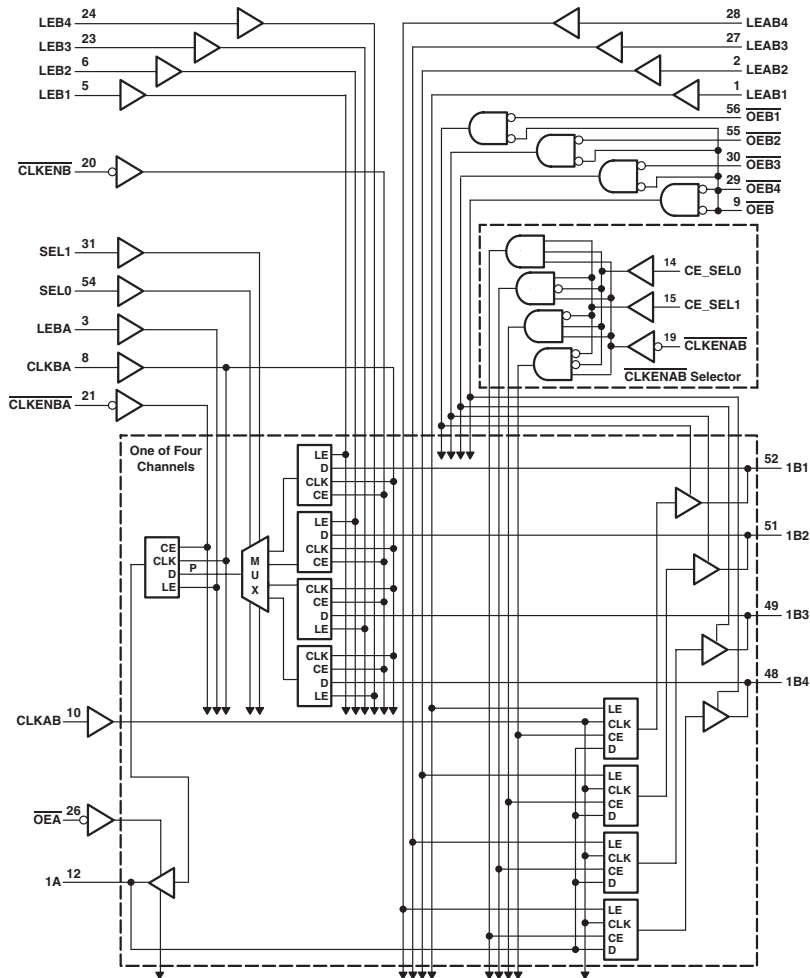 LEB4 24
LEB3 23
LEB2 6
LEB1 5
CLKENB 20
SEL1 31
SEL0 54
LEBA 3
CLKBA 8
CLKENBA 21
28 LEAB4
27 LEAB3
2 LEAB2
1 LEAB1
56 OEB1
55 OEB2
30 OEB3
29 OEB4
9 OEB
14 CE_SEL0
15 CE_SEL1
19 CLKENAB
CLKENAB Selector
One of Four
Channels
LE
D
CLK
CE
52 1B1
LE
D
CLK
CE
51 1B2
CE
CLK
D P
LE
M
U
X
CLK
CE
D
LE
49 1B3
CLK
CE
D
LE
48 1B4
CLKAB 10
LE
CLK
CE
D
LE
CLK
CE
D
OEA 26
LE
CLK
CE
D
1A 12
LE
CLK
CE
D